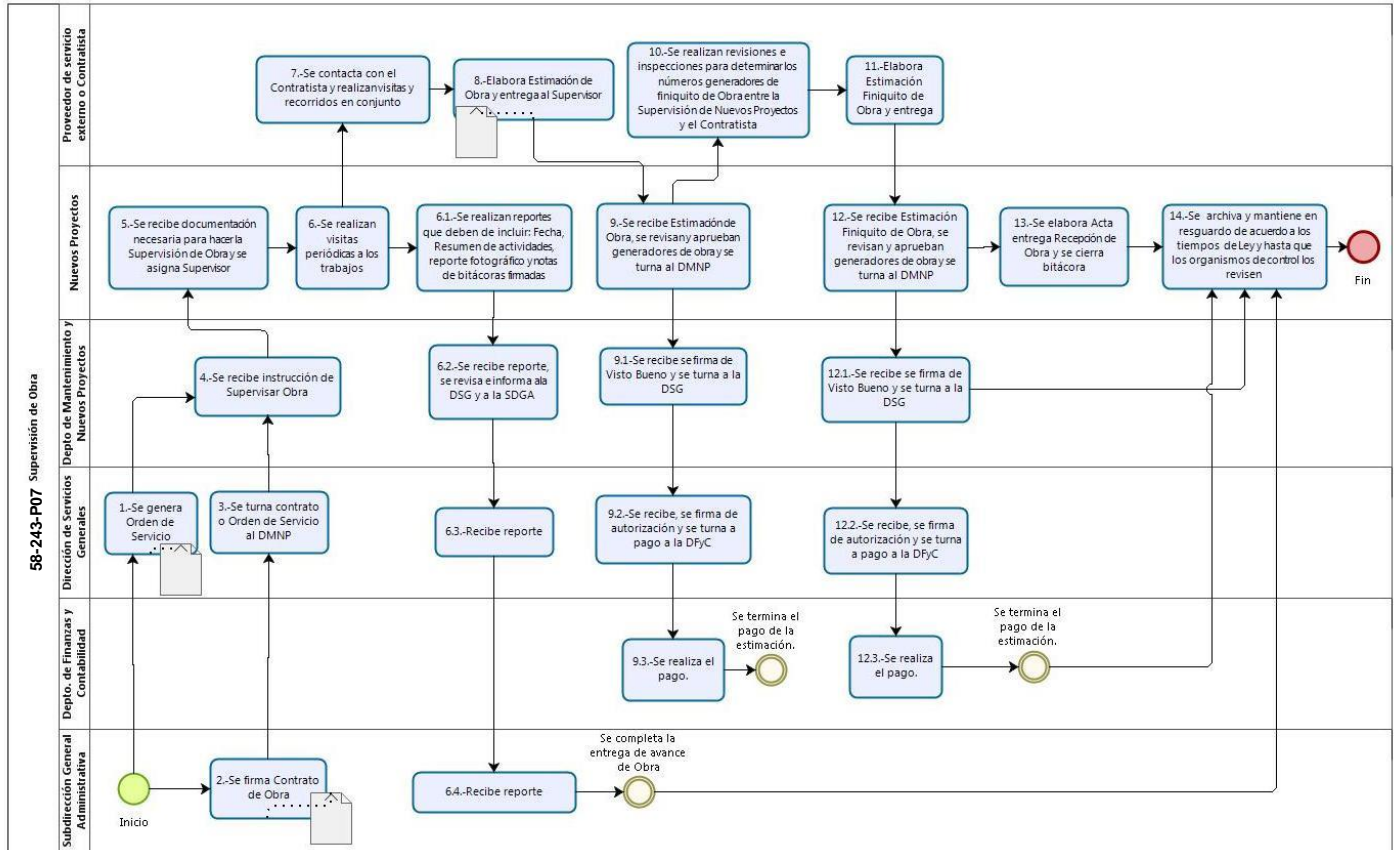 58-243-P07 Supervisión de Obra
Proveedor de servicio
externo o Contratista
7.-Se contacta con el
Contratista y realizan visitas y
recorridos en conjunto
8.-Elabora Estimación de
Obra y entrega al Supervisor
10.-Se realizan revisiones e
inspecciones para determinar los
números generadores de
finiquito de Obra entre la
Supervisión de Nuevos Proyectos
y el Contratista
11.-Elabora
Estimación
Finiquito de
Obra y entrega
Nuevos Proyectos
5.-Se recibe documentación
necesaria para hacer la
Supervisión de Obra y se
asigna Supervisor
6.-Se realizan
visitas
periódicas a los
trabajos
6.1.-Se realizan reportes
que deben de incluir: Fecha,
Resumen de actividades,
reporte fotográfico y notas
de bitácoras firmadas
9.-Se recibe Estimación de
Obra, se revisan y aprueban
generadores de obra y se
turna al DMNP
12.-Se recibe Estimación
Finiquito de Obra, se
revisan y aprueban
generadores de obra y se
turna al DMNP
13.-Se elabora Acta
entrega Recepción de
Obra y se cierra
bitácora
14.-Se archiva y mantiene en
resguardo de acuerdo a los
tiempos de Ley y hasta que
los organismos de control los
revisen
Fin
Depto de Mantenimiento y
Nuevos Proyectos
4.-Se recibe instrucción de
Supervisar Obra
6.2.-Se recibe reporte,
se revisa e informa a la
DSG y a la SDGA
9.1-Se recibe se firma de
Visto Bueno y se turna a la
DSG
12.1.-Se recibe se firma de
Visto Bueno y se turna a la
DSG
Dirección de Servicios
Generales
1.-Se genera
Orden de
Servicio
3.-Se turna contrato
o Orden de Servicio
al DMNP
6.3.-Recibe reporte
9.2.-Se recibe, se firma de
autorización y se turna a
pago a la DFyC
12.2.-Se recibe, se firma
de autorización y se turna
a pago a la DFyC
Depto. de Finanzas y
Contabilidad
9.3.-Se realiza el
pago.
Se termina el
pago de la
estimación.
12.3.-Se realiza
el pago.
Se termina el
pago de la
estimación.
Subdirección General
Administrativa
Inicio
2.-Se firma Contrato
de Obra
6.4.-Recibe reporte
Se completa la
entrega de avance
de Obra